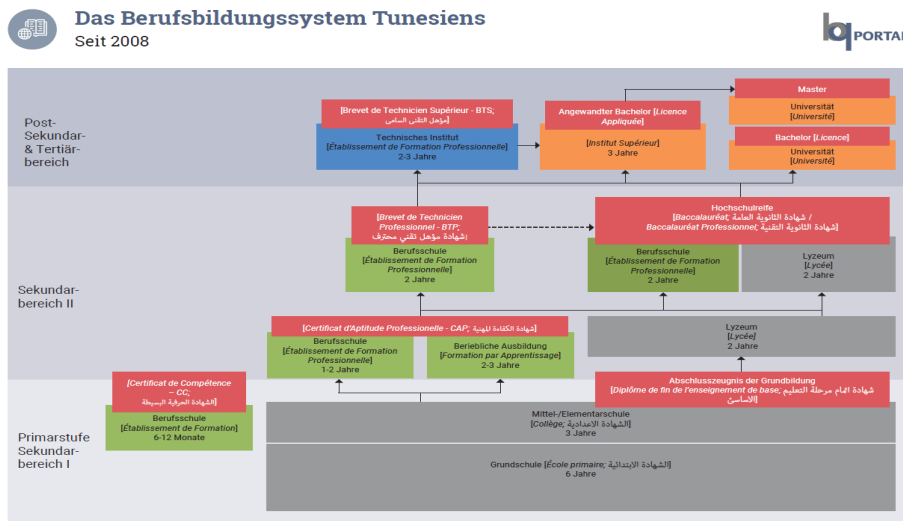 Das Berufsbildungssystem Tunesiens
Seit 2008
bq PORTAL
Post-
Sekundar-
& Tertiär-
bereich
[Brevet de Technicien Supérieur - BTS;
مؤهل التقني السامي]
Technisches Institut
[Établissement de Formation Professionnelle]
2-3 Jahre
Angewandter Bachelor [Licence
Appliquée]
[Institut Supérieur]
3 Jahre
Master
Universität
[Université]
Bachelor [Licence]
Universität
[Université]
Sekundar-
bereich II
[Brevet de Technicien
Professionnel - BTP;
شهادة مؤهل تقني محترف]
Berufsschule
[Établissement de Formation
Professionnelle]
2 Jahre
Hochschulreife
[Baccalauréat; شهادة الثانوية العامة /
Baccalauréat Professionnel; شهادة الثانوية التقنية]
Berufsschule
[Établissement de Formation
Professionnelle]
2 Jahre
Lyzeum
[Lycée]
2 Jahre
[Certificat d'Aptitude Professionelle - CAP; شهادة الكفاءة المهنية]
Berufsschule
[Établissement de Formation
Professionnelle]
1-2 Jahre
Beriebliche Ausbildung
[Formation par Apprentissage]
2-3 Jahre
Lyzeum
[Lycée]
2 Jahre
Primarstufe
Sekundar-
bereich I
[Certificat de Compétence
– CC;
الشهادة الحرفية البسيطة]
Berufsschule
[Établissement de Formation]
6-12 Monate
Abschlusszeugnis der Grundbildung
[Diplôme de fin de l'enseignement de base; شهادة اتمام مرحلة التعليم
الاساسي]
Mittel-/Elementarschule
[Collège; الشهادة الاعدادية]
3 Jahre
Grundschule [École primaire; الشهادة الابتدائية]
6 Jahre